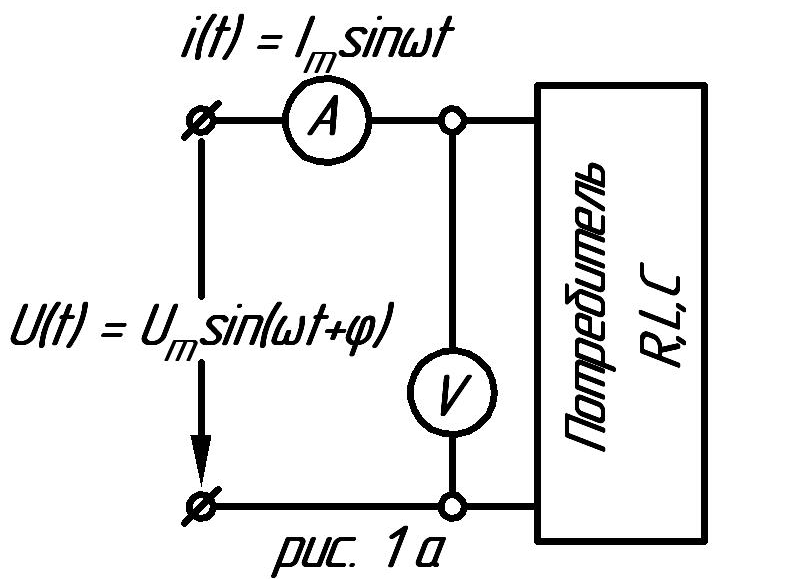 i(t) = Iₘsinωt
A
U(t) = Uₘsin(ωt+φ)
V
Потребитель
R,L,C
рис. 1 а